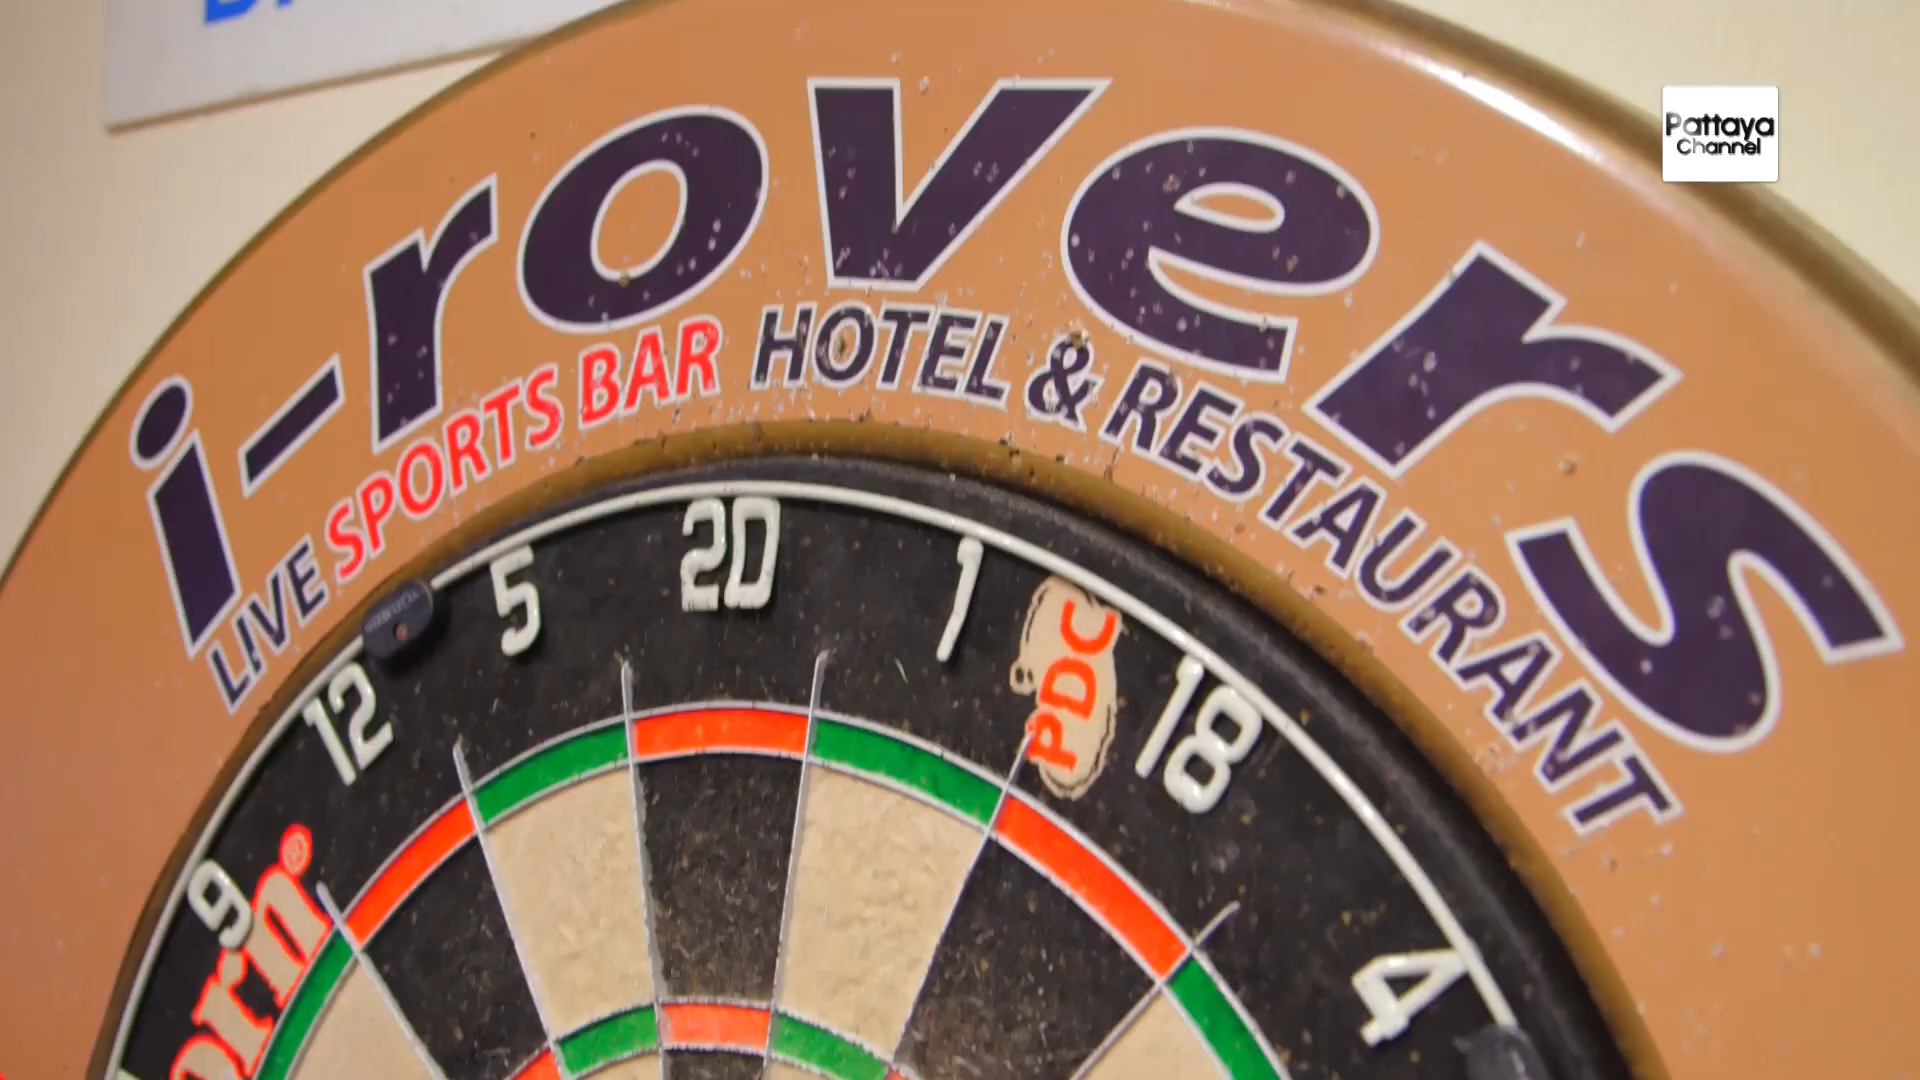 Pattaya
Channel
i-rovers
LIVE SPORTS BAR HOTEL & RESTAURANT
20
5
1
12
18
PDC
9
4